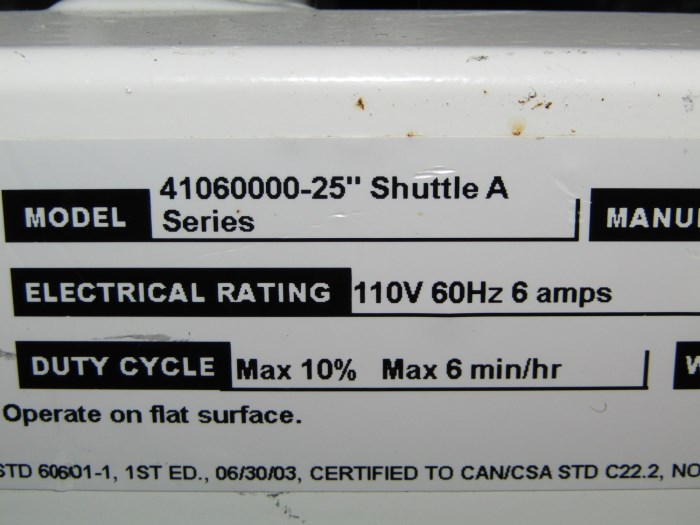 MODEL 41060000-25" Shuttle A
Series
ELECTRICAL RATING 110V 60Hz 6 amps
DUTY CYCLE Max 10% Max 6 min/hr
Operate on flat surface.
STD 60601-1, 1ST ED., 06/30/03, CERTIFIED TO CAN/CSA STD C22.2, NO